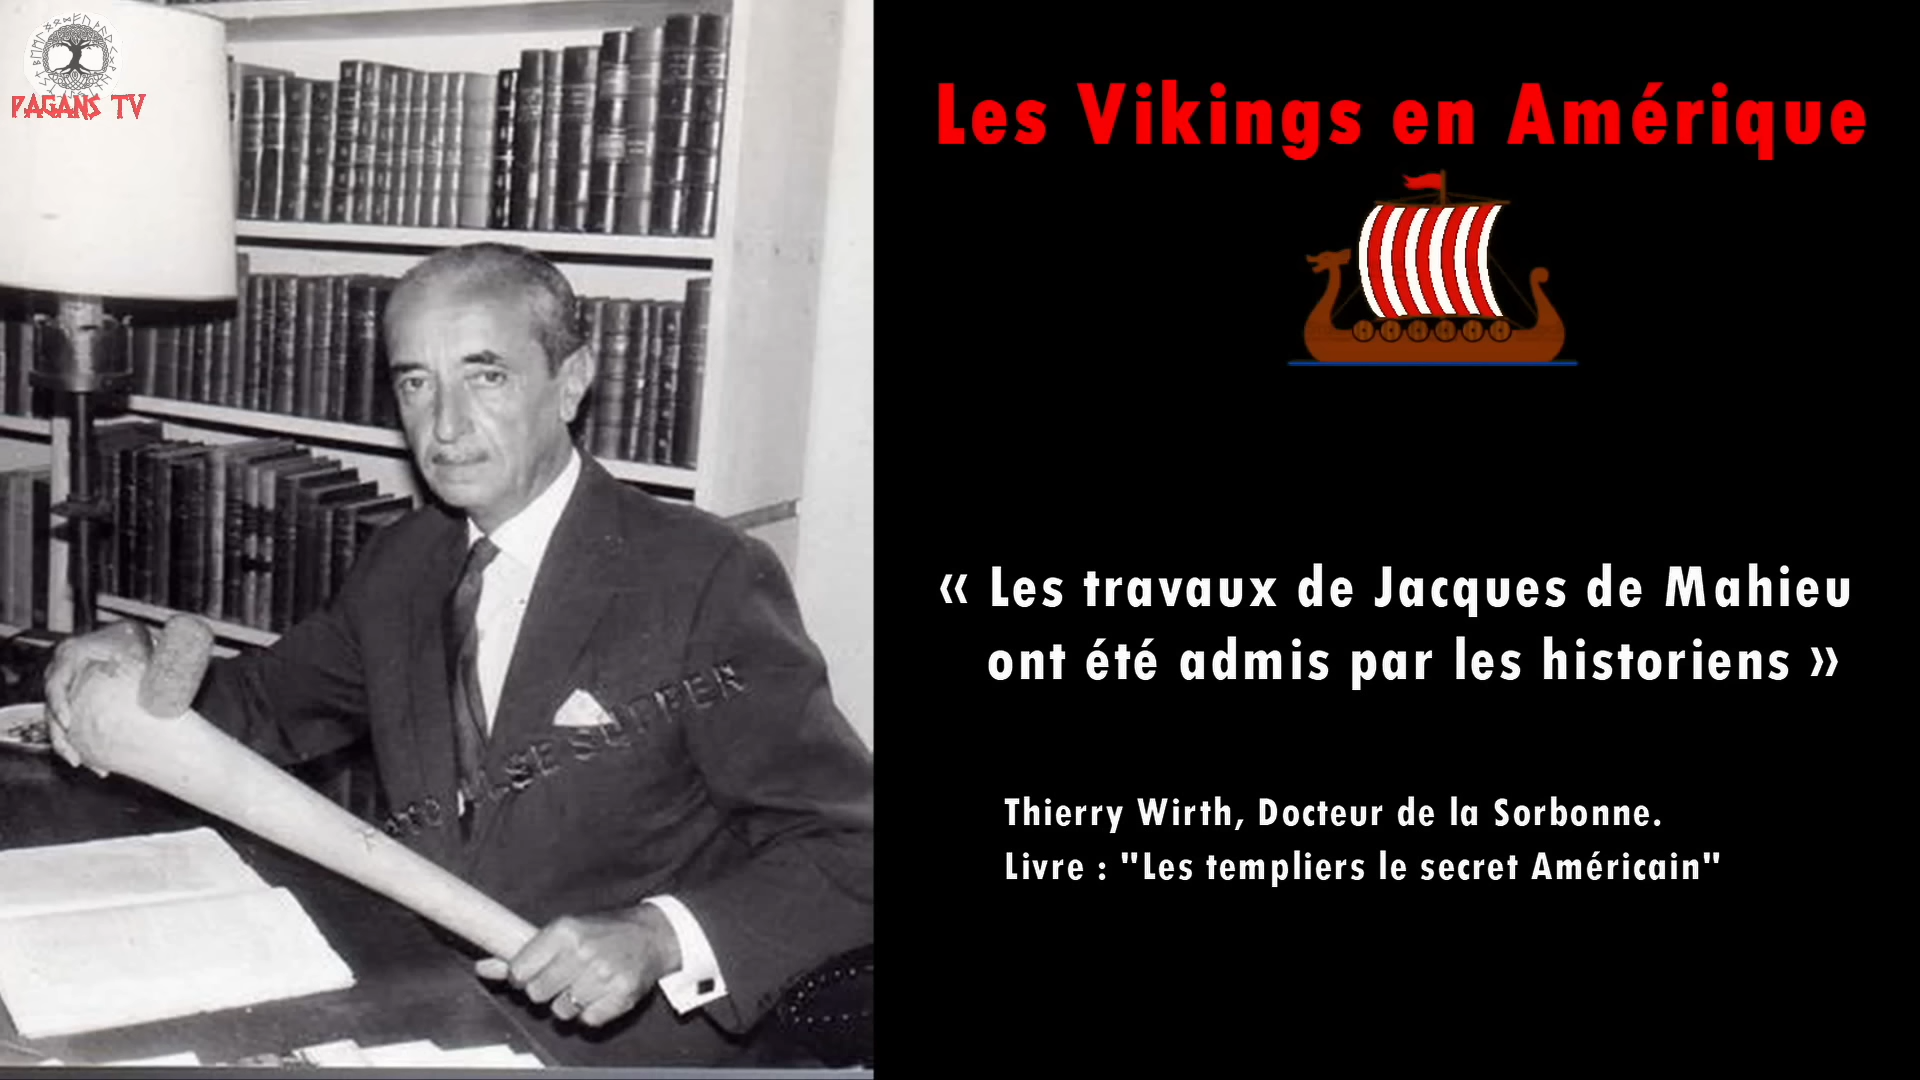 PAGANS TV
Les Vikings en Amérique
« Les travaux de Jacques de Mahieu
ont été admis par les historiens »
Thierry Wirth, Docteur de la Sorbonne.
Livre : "Les templiers le secret Américain"